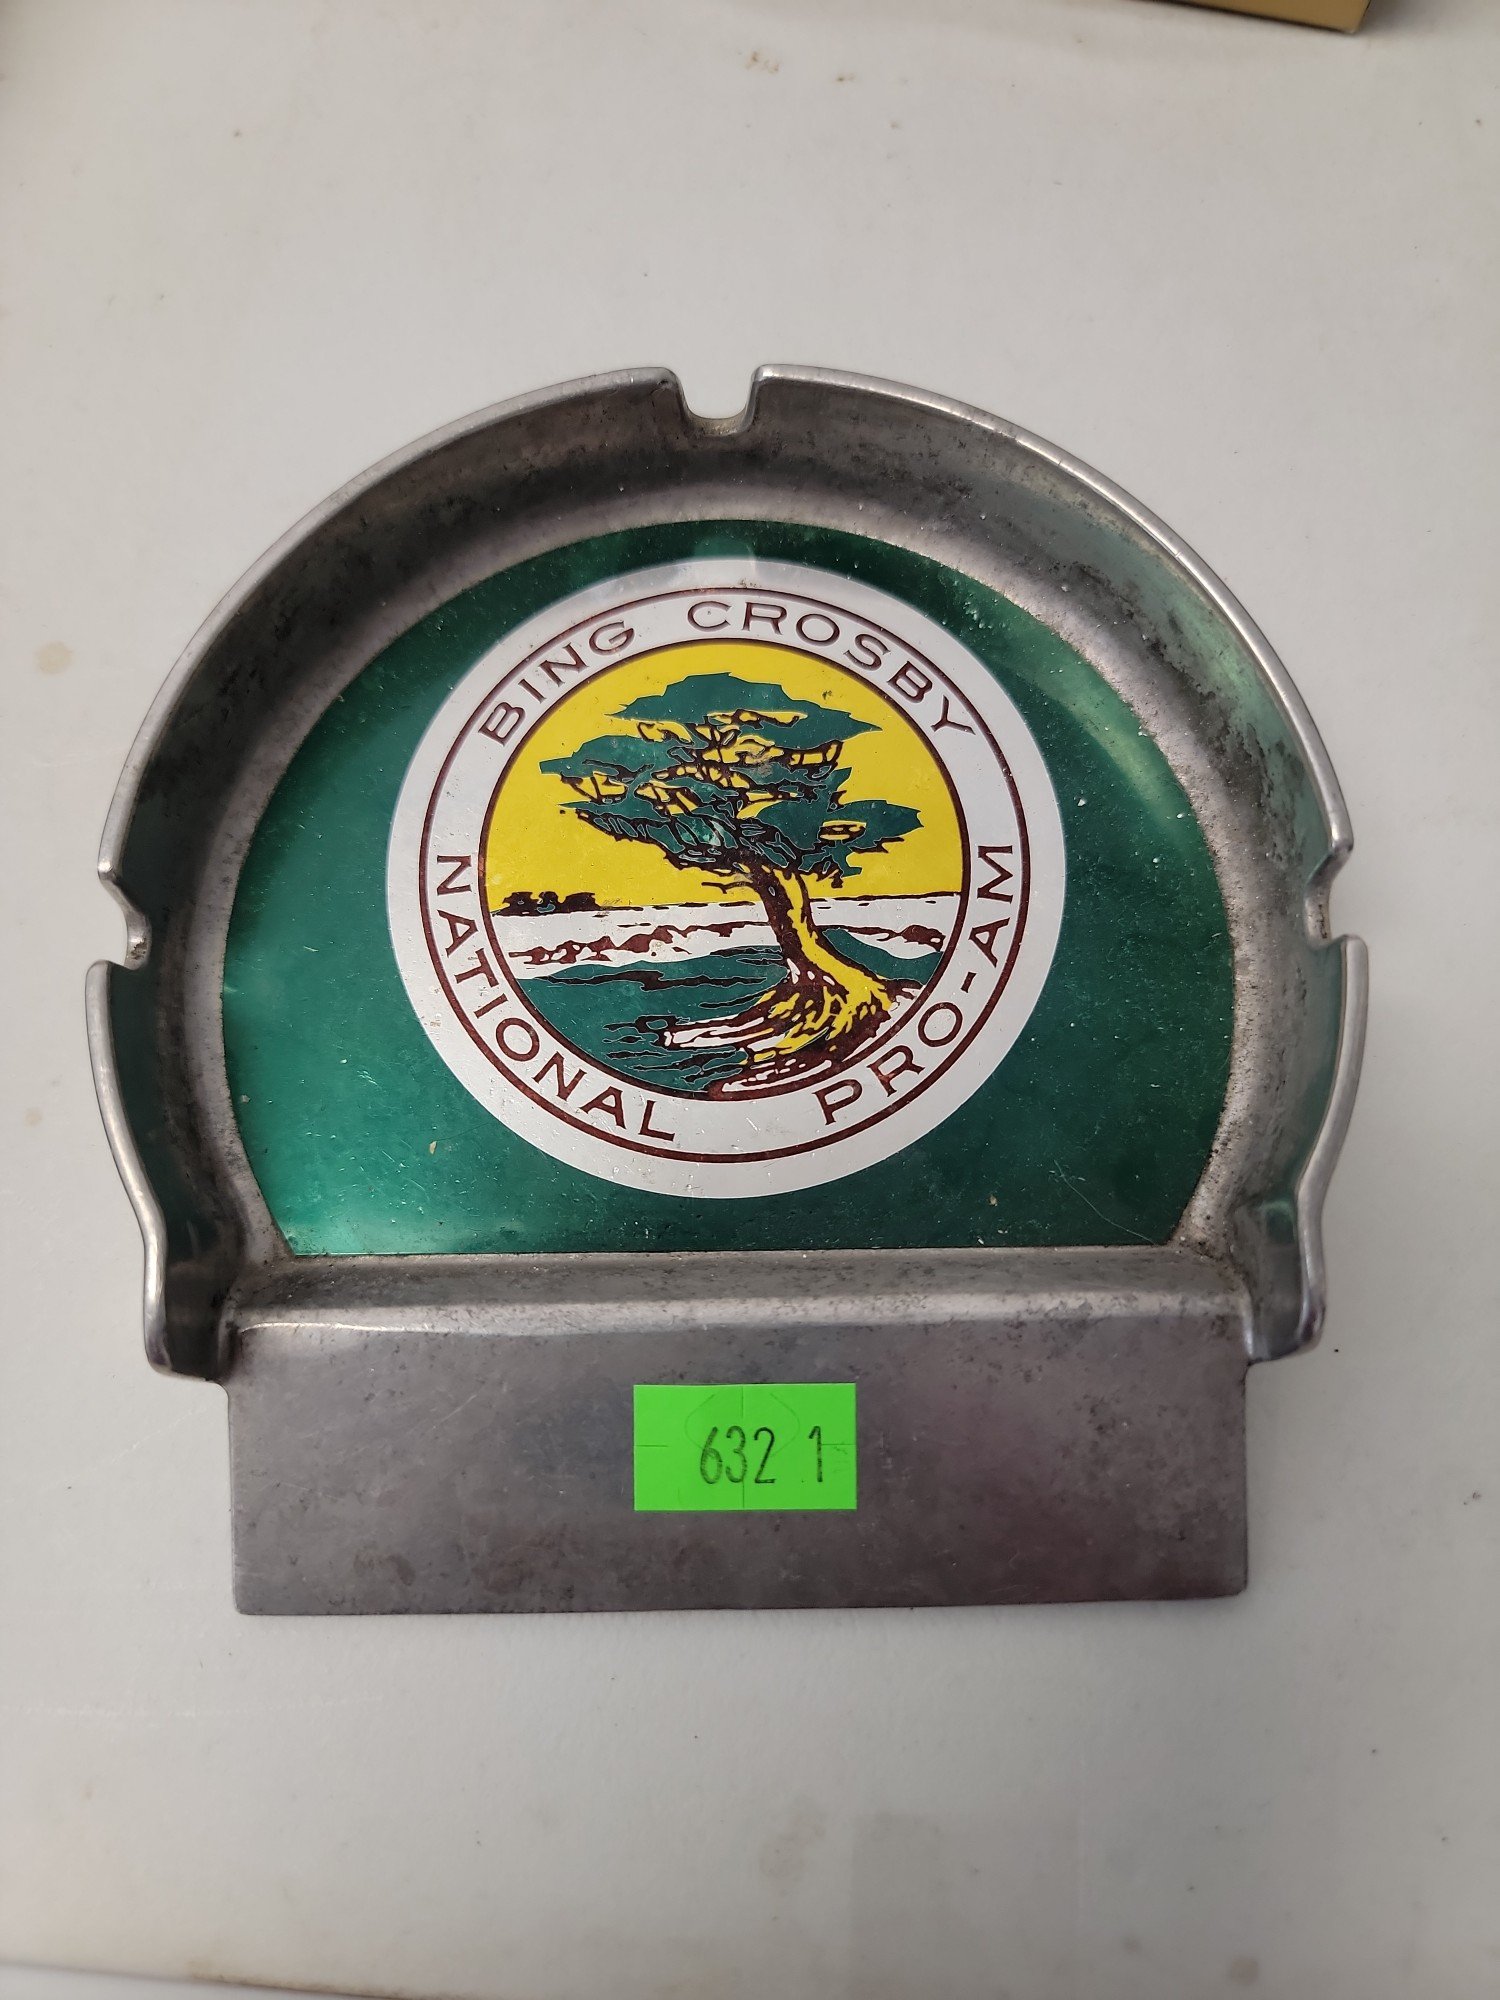 BING CROSBY
NATIONAL PRO-AM
632 1